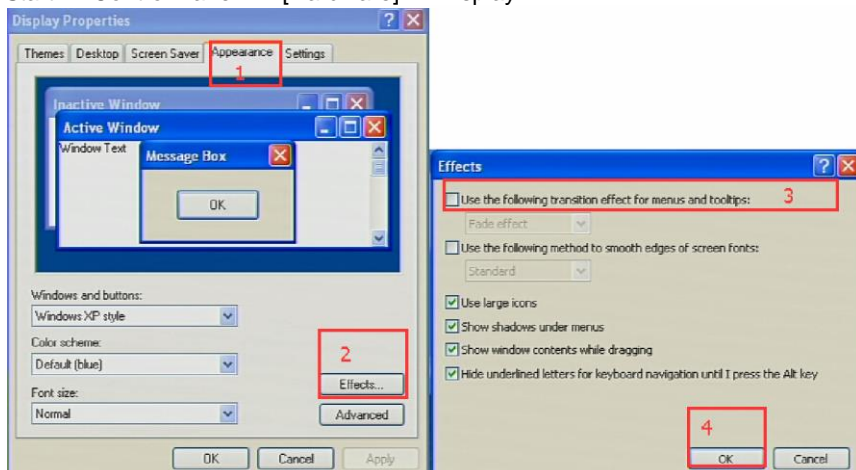 Display Properties
Themes Desktop Screen Saver Appearance Settings
1
Inactive Window
Active Window
Window Text
Message Box
OK
Windows and buttons:
Windows XP style
Color scheme:
Default (blue)
2
Effects...
Font size:
Normal
Advanced
OK Cancel Apply
Effects
Use the following transition effect for menus and tooltips: 3
Fade effect
Use the following method to smooth edges of screen fonts:
Standard
Use large icons
Show shadows under menus
Show window contents while dragging
Hide underlined letters for keyboard navigation until I press the Alt key
4
OK Cancel